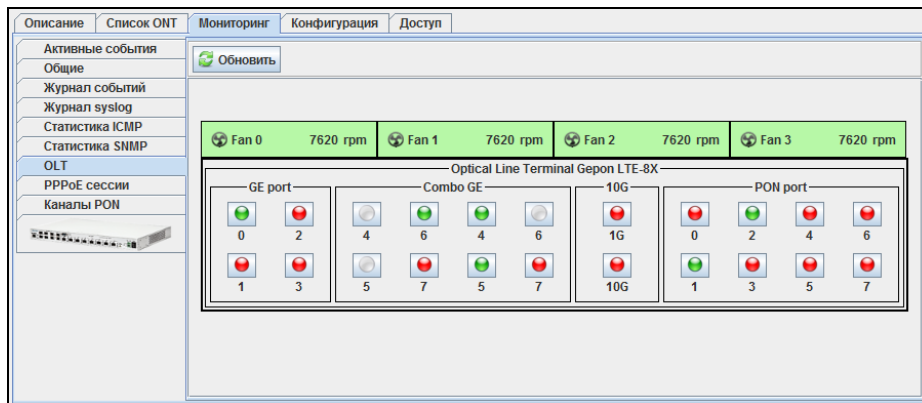 Описание Список ONT Мониторинг Конфигурация Доступ
Активные события
Общие
Журнал событий
Журнал syslog
Статистика ICMP
Статистика SNMP
OLT
PPPoE сессии
Каналы PON
Обновить
Fan 0 7620 rpm Fan 1 7620 rpm Fan 2 7620 rpm Fan 3 7620 rpm
Optical Line Terminal Gepon LTE-8X
GE port Combo GE 10G PON port
0 2 4 6 4 6 1G 0 2 4 6
1 3 5 7 5 7 10G 1 3 5 7